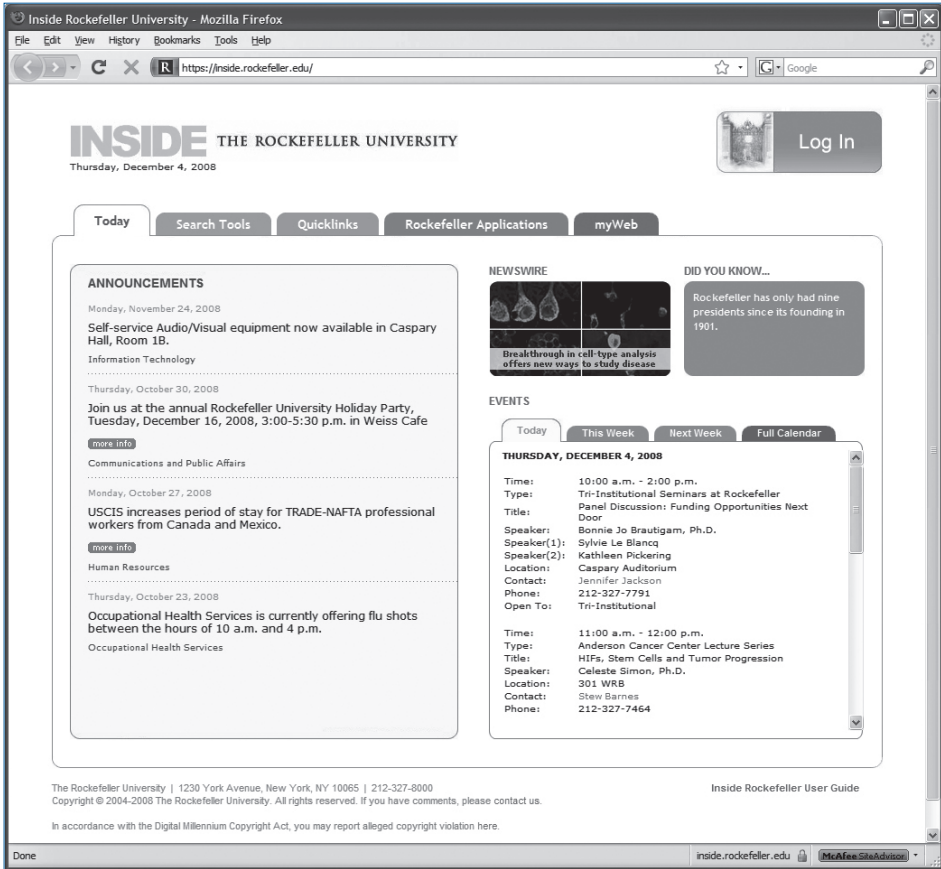 Inside Rockefeller University - Mozilla Firefox
File Edit View History Bookmarks Tools Help
R https://inside.rockefeller.edu/ G Google
INSIDE THE ROCKEFELLER UNIVERSITY
Thursday, December 4, 2008
Log In
Today Search Tools Quicklinks Rockefeller Applications myWeb
ANNOUNCEMENTS
Monday, November 24, 2008
Self-service Audio/Visual equipment now available in Caspary
Hall, Room 1B.
Information Technology
Thursday, October 30, 2008
Join us at the annual Rockefeller University Holiday Party,
Tuesday, December 16, 2008, 3:00-5:30 p.m. in Weiss Cafe
more info
Communications and Public Affairs
Monday, October 27, 2008
USCIS increases period of stay for TRADE-NAFTA professional
workers from Canada and Mexico.
more info
Human Resources
Thursday, October 23, 2008
Occupational Health Services is currently offering flu shots
between the hours of 10 a.m. and 4 p.m.
Occupational Health Services
NEWSWIRE
Breakthrough in cell-type analysis
offers new ways to study disease
DID YOU KNOW...
Rockefeller has only had nine
presidents since its founding in
1901.
EVENTS
Today This Week Next Week Full Calendar
THURSDAY, DECEMBER 4, 2008
Time: 10:00 a.m. - 2:00 p.m.
Type: Tri-Institutional Seminars at Rockefeller
Title: Panel Discussion: Funding Opportunities Next
Door
Speaker: Bonnie Jo Brautigam, Ph.D.
Speaker(1): Sylvie Le Blancq
Speaker(2): Kathleen Pickering
Location: Caspary Auditorium
Contact: Jennifer Jackson
Phone: 212-327-7791
Open To: Tri-Institutional
Time: 11:00 a.m. - 12:00 p.m.
Type: Anderson Cancer Center Lecture Series
Title: HIFs, Stem Cells and Tumor Progression
Speaker: Celeste Simon, Ph.D.
Location: 301 WRB
Contact: Stew Barnes
Phone: 212-327-7464
The Rockefeller University | 1230 York Avenue, New York, NY 10065 | 212-327-8000
Copyright © 2004-2008 The Rockefeller University. All rights reserved. If you have comments, please contact us.
In accordance with the Digital Millennium Copyright Act, you may report alleged copyright violation here.
Inside Rockefeller User Guide
Done inside.rockefeller.edu McAfee SiteAdvisor